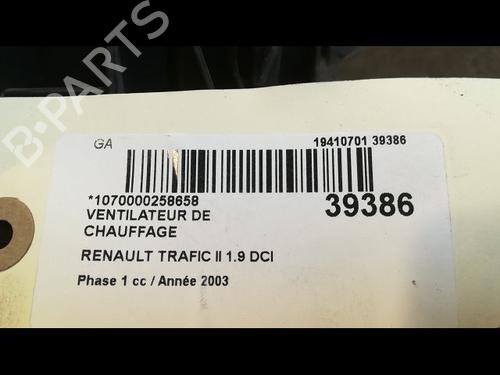 B-PARTS
GA
19410701 39386
*1070000258658
39386
VENTILATEUR DE
CHAUFFAGE
RENAULT TRAFIC II 1.9 DCI
Phase 1 cc / Année 2003